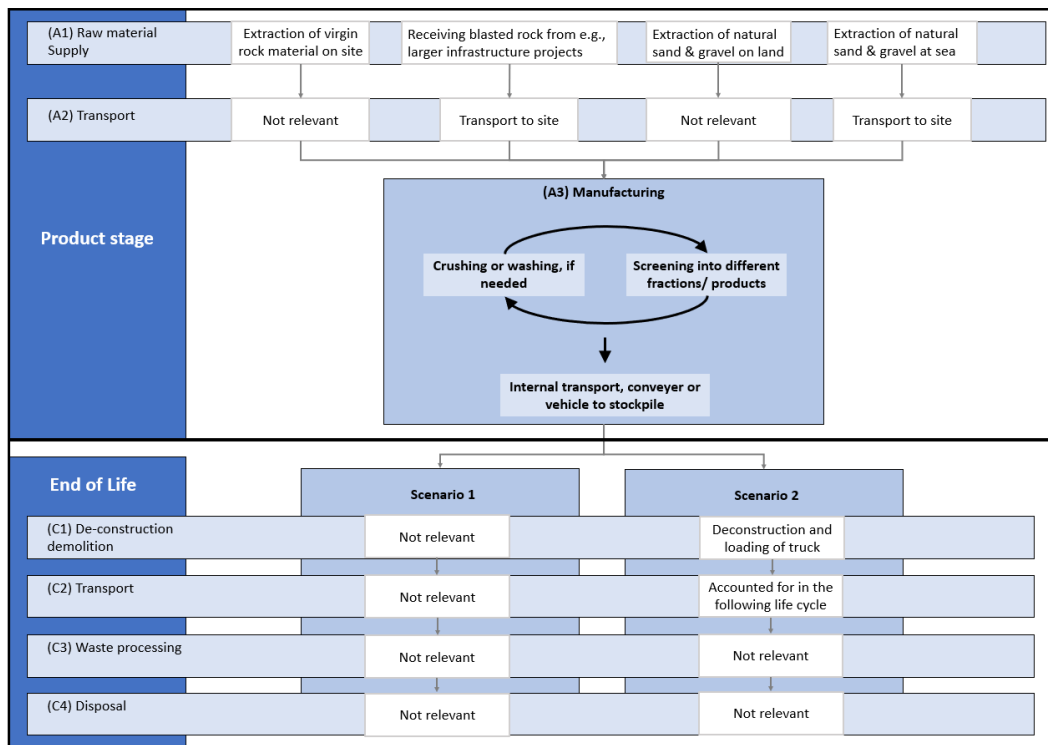 (A1) Raw material
Supply
Extraction of virgin
rock material on site
Receiving blasted rock from e.g.,
larger infrastructure projects
Extraction of natural
sand & gravel on land
Extraction of natural
sand & gravel at sea
(A2) Transport
Not relevant
Transport to site
Not relevant
Transport to site
Product stage
(A3) Manufacturing
Crushing or washing, if
needed
Screening into different
fractions/ products
Internal transport, conveyer or
vehicle to stockpile
End of Life
Scenario 1
Scenario 2
(C1) De-construction
demolition
Not relevant
Deconstruction and
loading of truck
(C2) Transport
Not relevant
Accounted for in the
following life cycle
(C3) Waste processing
Not relevant
Not relevant
(C4) Disposal
Not relevant
Not relevant